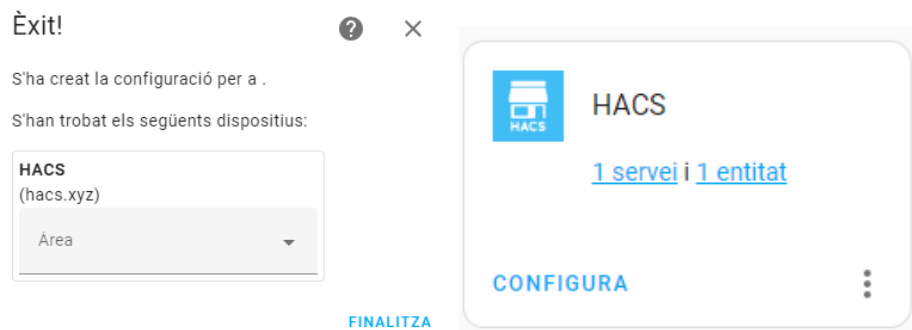 Èxit!
S'ha creat la configuració per a .
S'han trobat els següents dispositius:
HACS
(hacs.xyz)
Àrea
FINALITZA
HACS
HACS
1 servei i 1 entitat
CONFIGURA